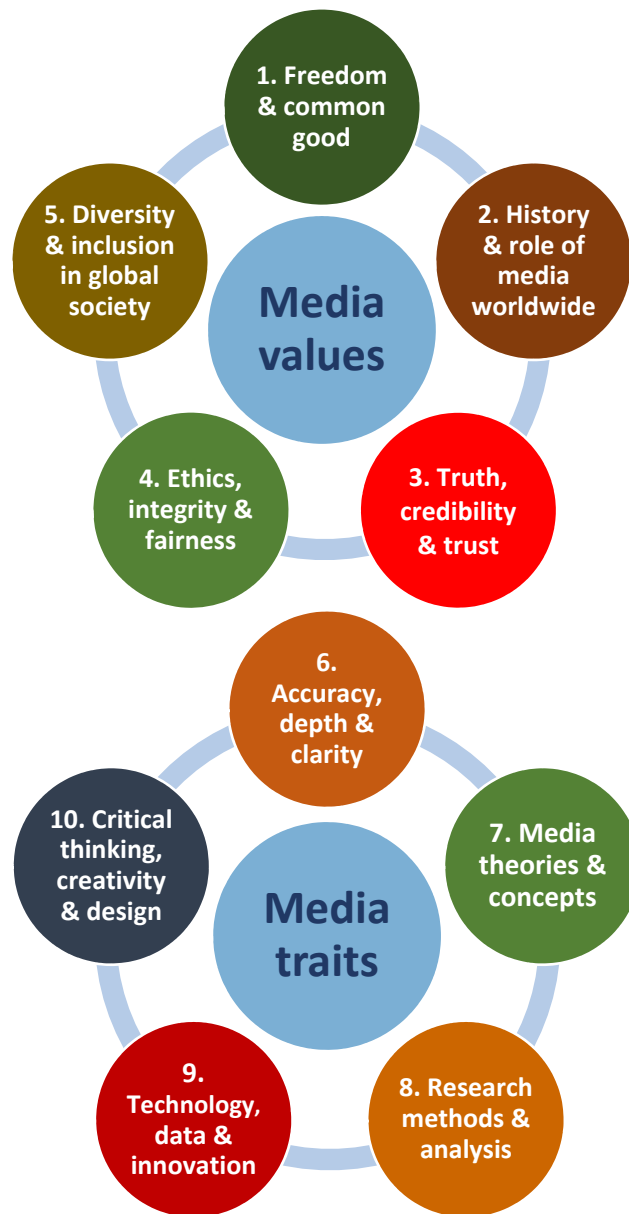 1. Freedom
& common
good
2. History
& role of
media
worldwide
3. Truth,
credibility
& trust
4. Ethics,
integrity &
fairness
5. Diversity
& inclusion
in global
society
Media
values
6.
Accuracy,
depth &
clarity
7. Media
theories &
concepts
8. Research
methods &
analysis
9.
Technology,
data &
innovation
10. Critical
thinking,
creativity
& design
Media
traits